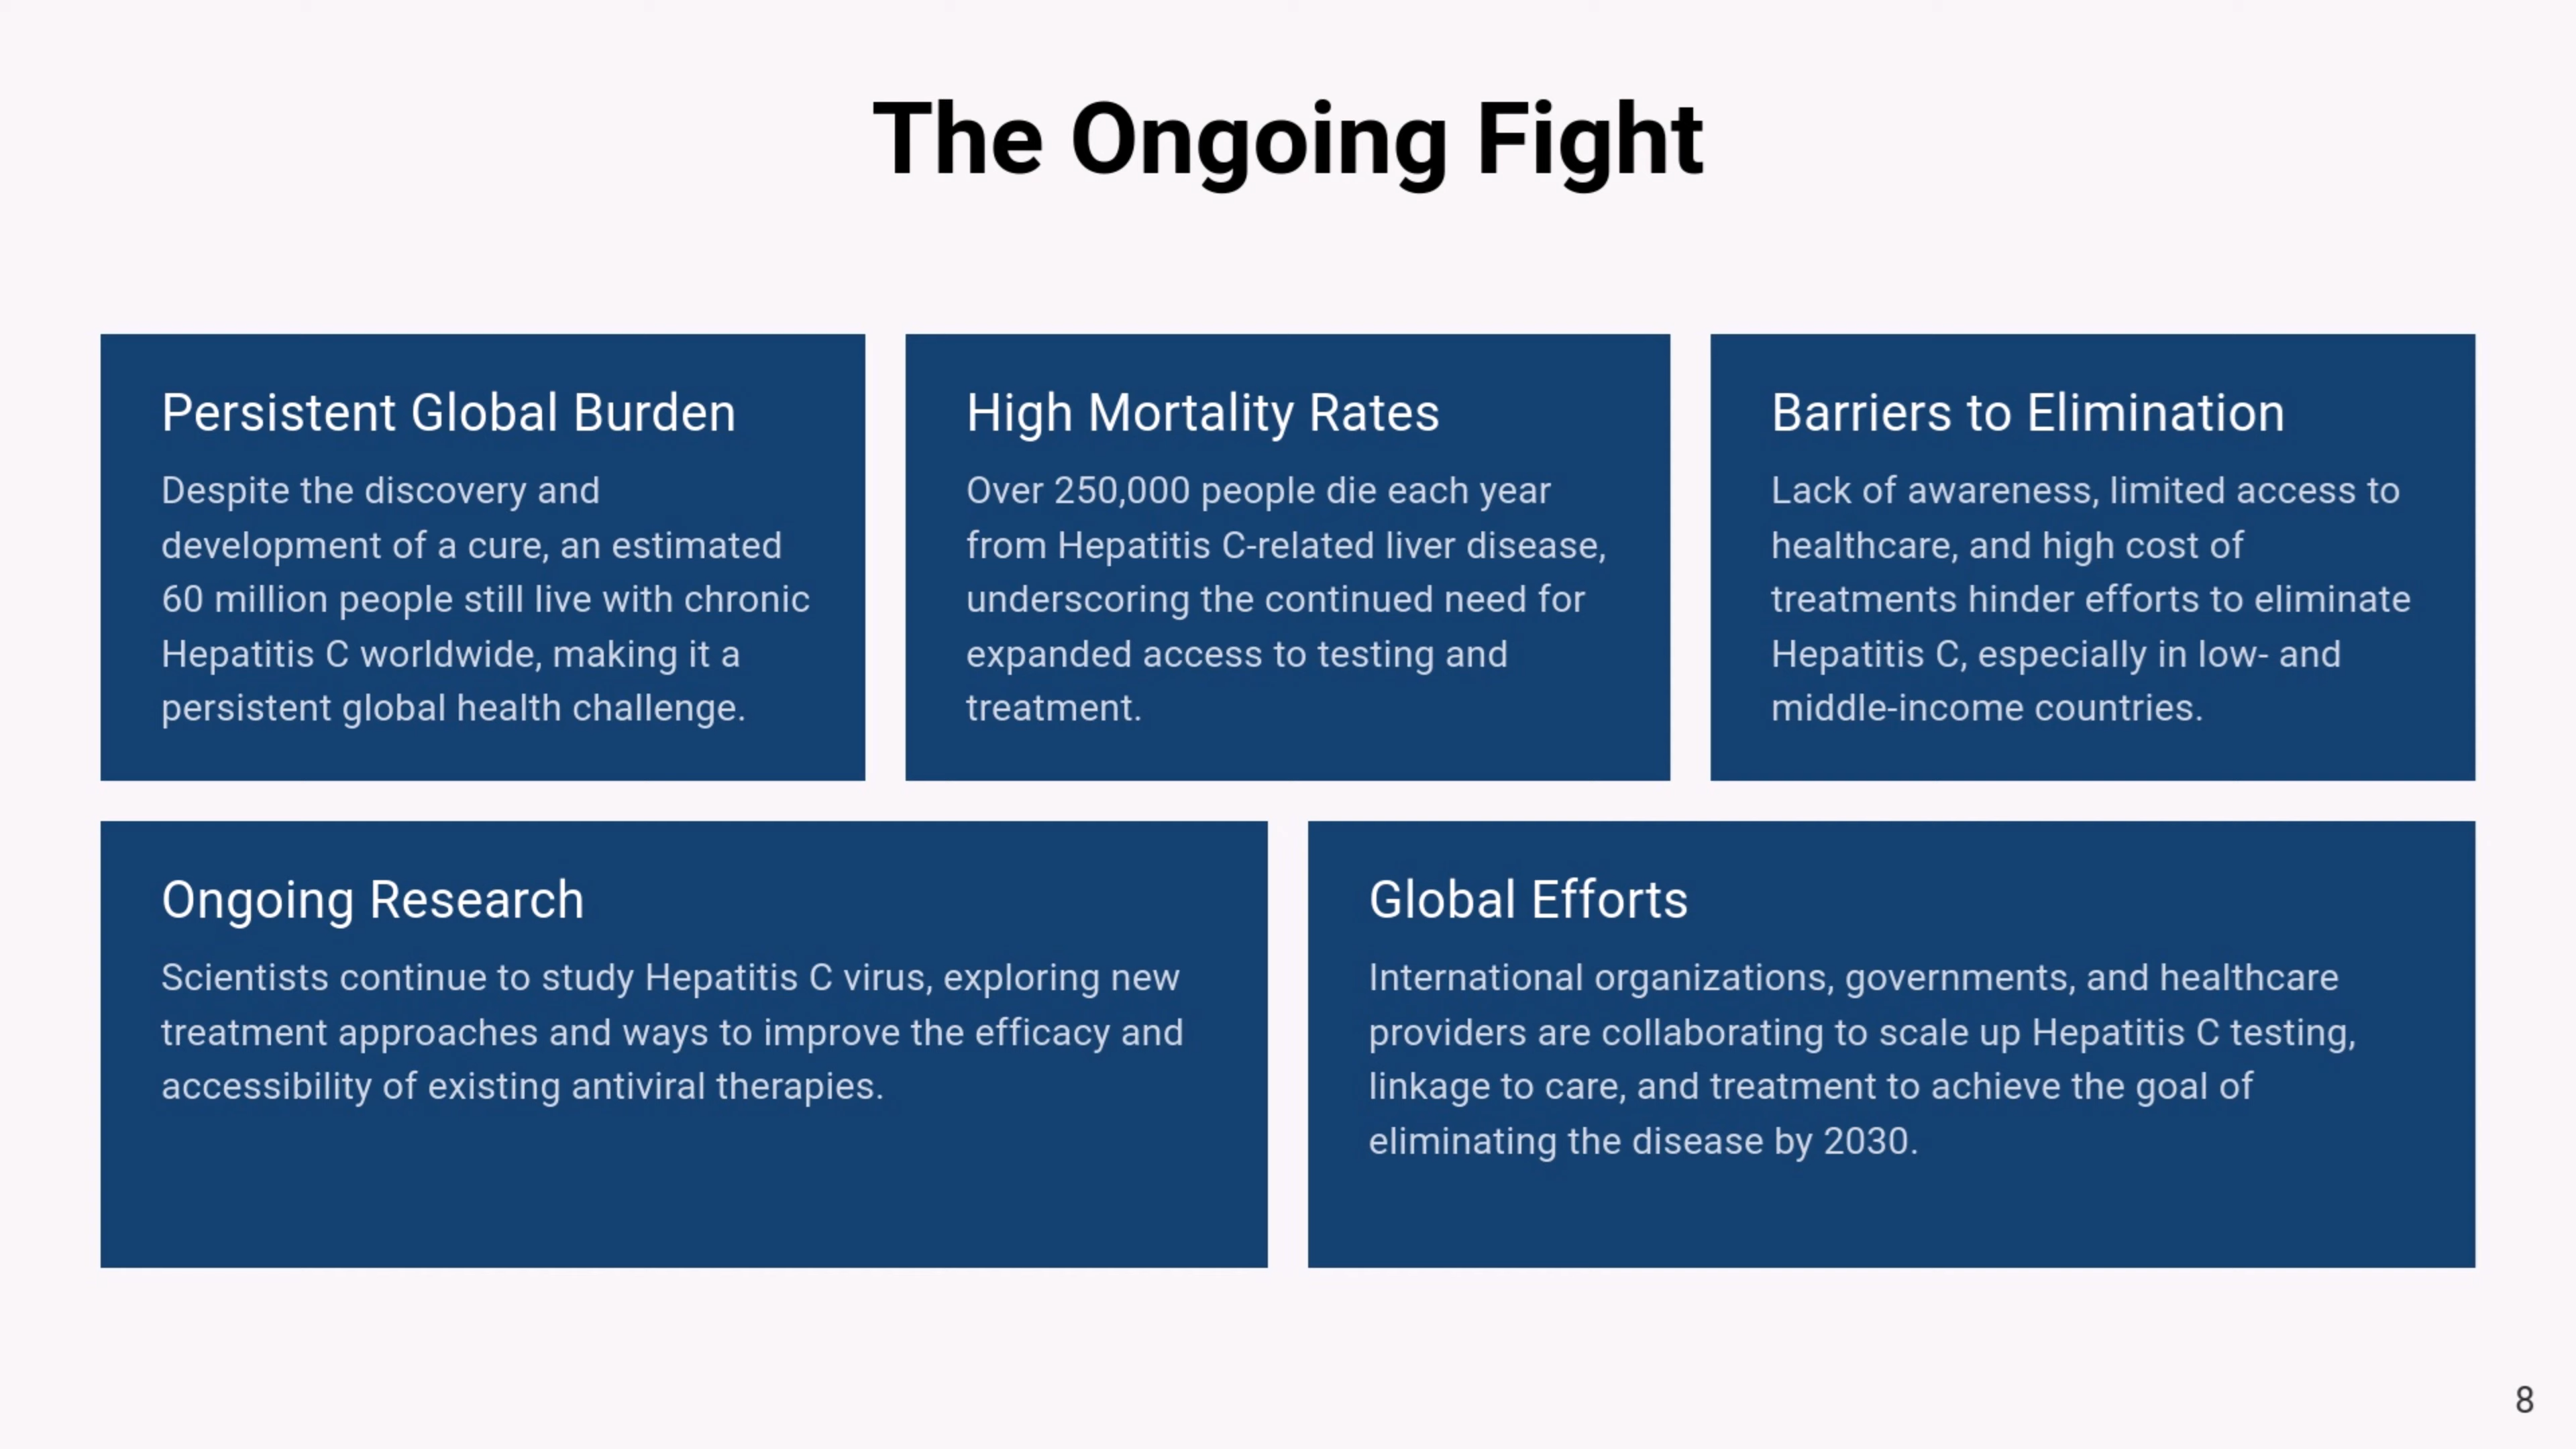 The Ongoing Fight
Persistent Global Burden
Despite the discovery and
development of a cure, an estimated
60 million people still live with chronic
Hepatitis C worldwide, making it a
persistent global health challenge.
High Mortality Rates
Over 250,000 people die each year
from Hepatitis C-related liver disease,
underscoring the continued need for
expanded access to testing and
treatment.
Barriers to Elimination
Lack of awareness, limited access to
healthcare, and high cost of
treatments hinder efforts to eliminate
Hepatitis C, especially in low- and
middle-income countries.
Ongoing Research
Scientists continue to study Hepatitis C virus, exploring new
treatment approaches and ways to improve the efficacy and
accessibility of existing antiviral therapies.
Global Efforts
International organizations, governments, and healthcare
providers are collaborating to scale up Hepatitis C testing,
linkage to care, and treatment to achieve the goal of
eliminating the disease by 2030.
8